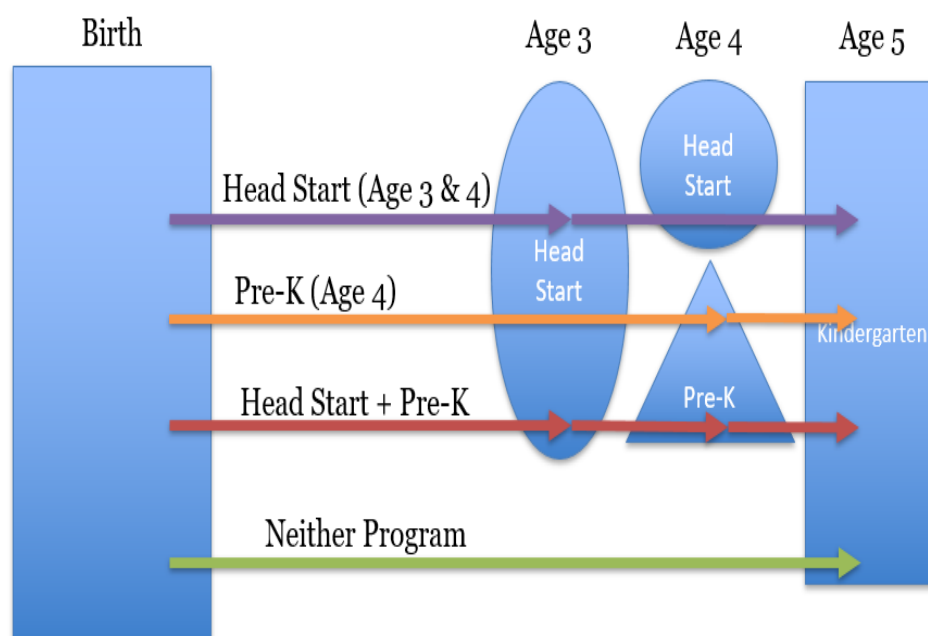 Birth
Age 3
Age 4
Age 5
Head
Start
Head Start (Age 3 & 4)
Head
Start
Pre-K (Age 4)
Kindergarten
Head Start + Pre-K
Pre-K
Neither Program